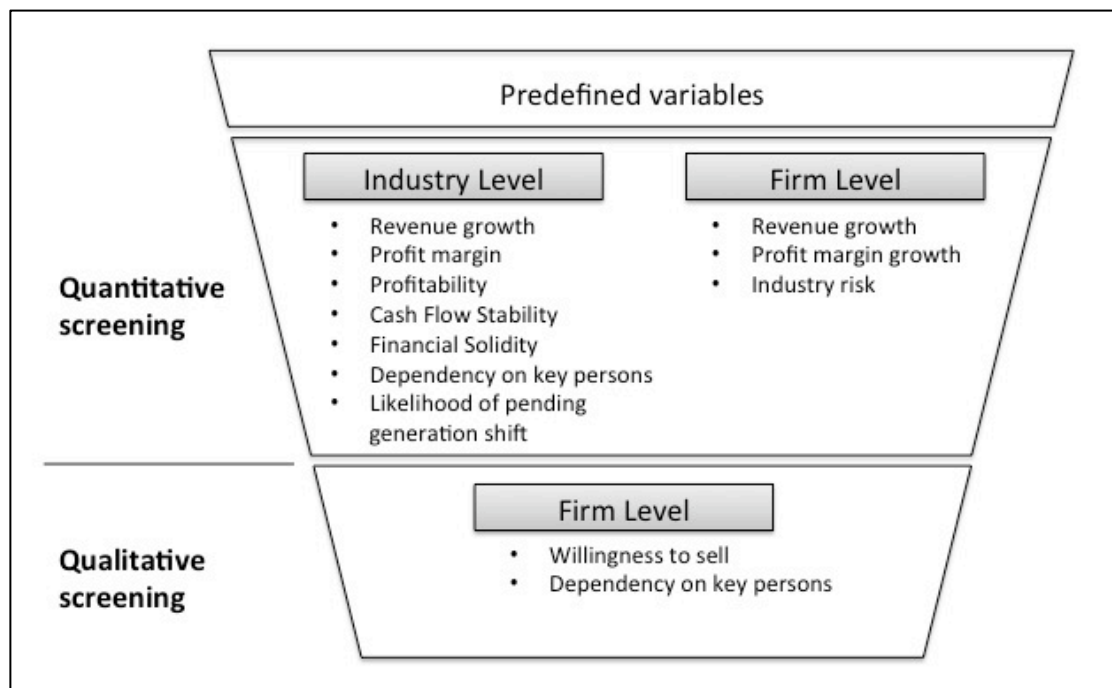 Predefined variables
Quantitative
screening
Industry Level
• Revenue growth
• Profit margin
• Profitability
• Cash Flow Stability
• Financial Solidity
• Dependency on key persons
• Likelihood of pending
generation shift
Firm Level
• Revenue growth
• Profit margin growth
• Industry risk
Qualitative
screening
Firm Level
• Willingness to sell
• Dependency on key persons